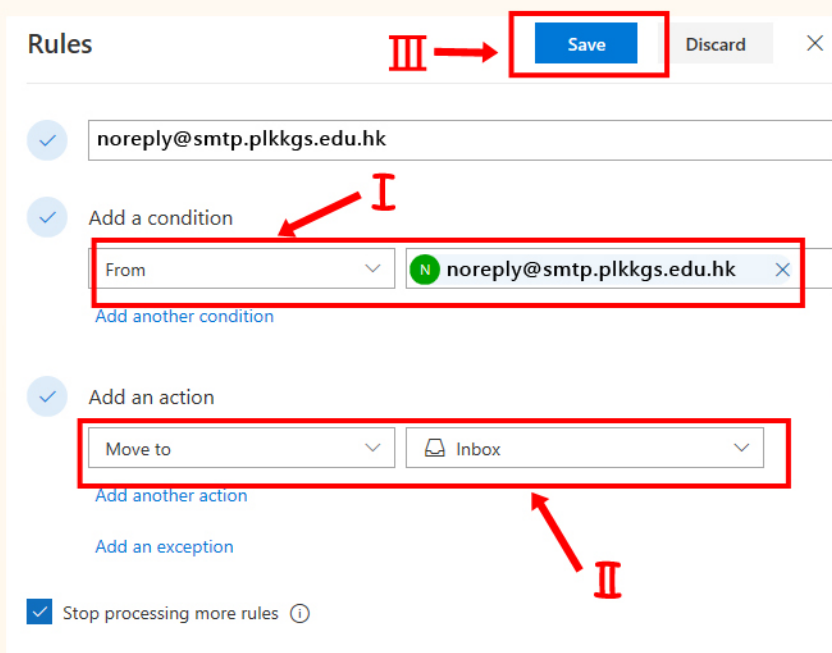 Rules
III
Save
Discard
noreply@smtp.plkkgs.edu.hk
I
Add a condition
From
N noreply@smtp.plkkgs.edu.hk
Add another condition
Add an action
Move to
Inbox
Add another action
Add an exception
II
Stop processing more rules